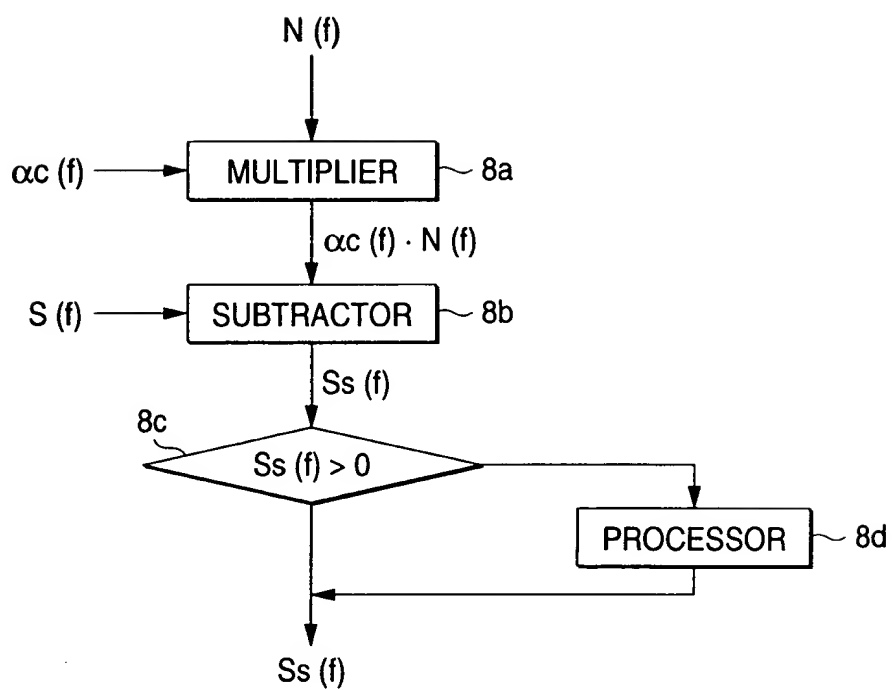 N (f)
αc (f)
MULTIPLIER
8a
αc (f) · N (f)
S (f)
SUBTRACTOR
8b
Ss (f)
8c
Ss (f) > 0
PROCESSOR
8d
Ss (f)